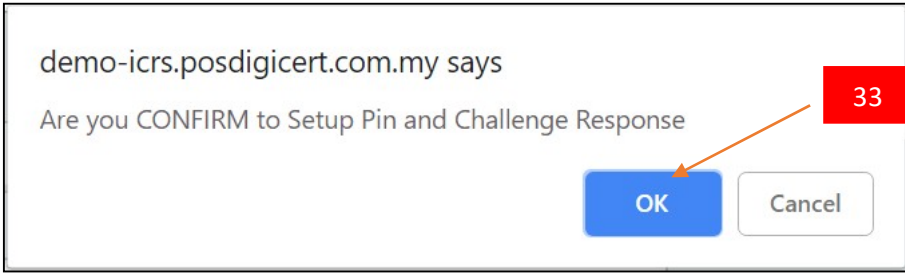 demo-icrs.posdigicert.com.my says
Are you CONFIRM to Setup Pin and Challenge Response
33
OK
Cancel